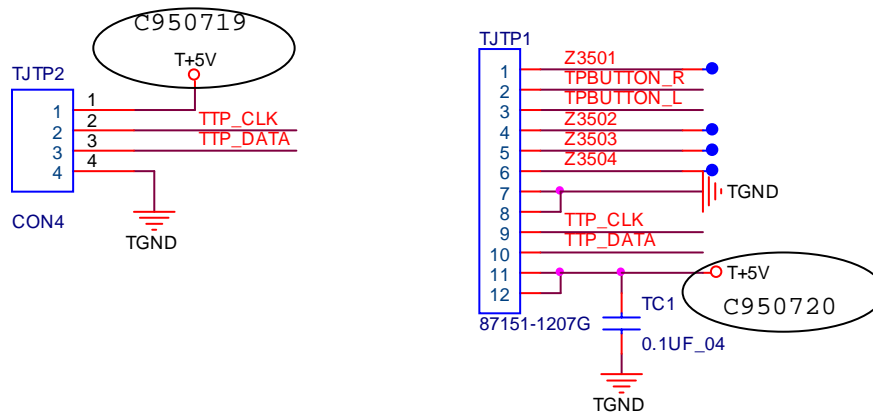 C950719
T+5V
TJTP2
1 1
2 2 TTP_CLK
3 3 TTP_DATA
4 4
CON4
TGND
TJTP1
1 Z3501
2 TPBUTTON_R
3 TPBUTTON_L
4 Z3502
5 Z3503
6 Z3504
7 TGND
8
9 TTP_CLK
10 TTP_DATA
11 T+5V
12
C950720
87151-1207G
TC1
0.1UF_04
TGND